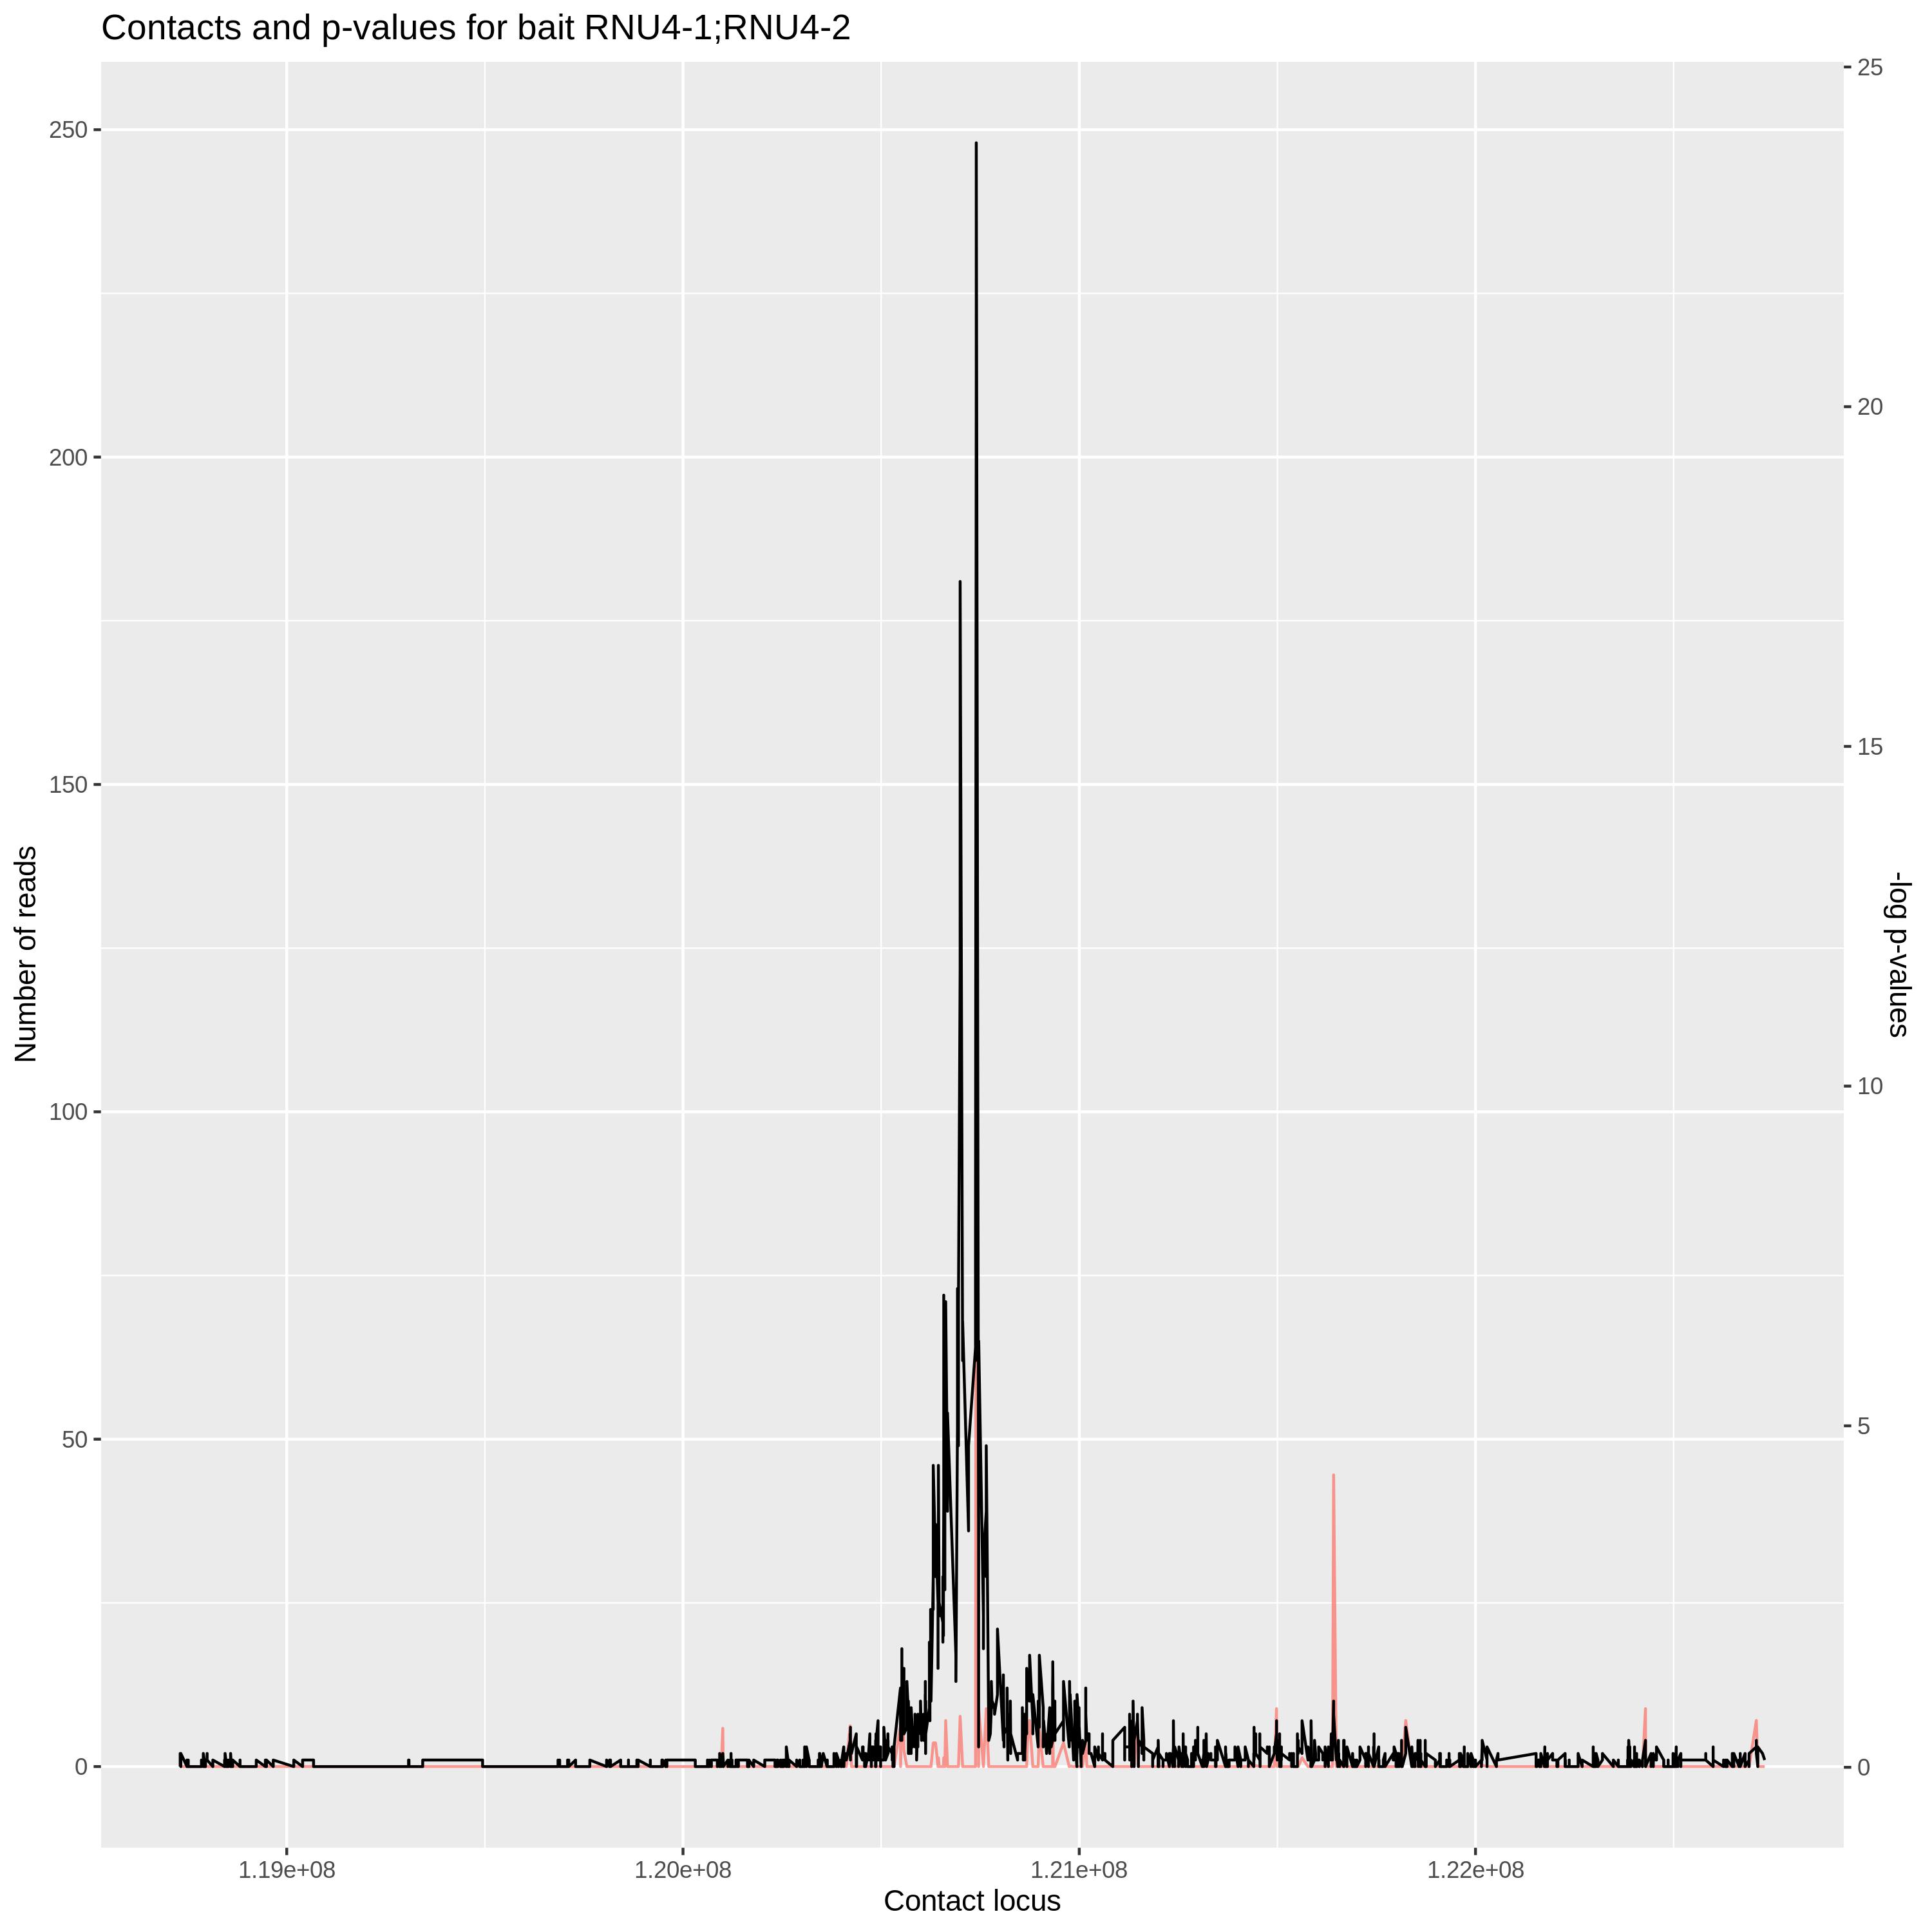 Contacts and p-values for bait RNU4-1;RNU4-2
250
200
150
100
50
0
Number of reads
25
20
15
10
5
0
-log p-values
1.19e+08
1.20e+08
1.21e+08
1.22e+08
Contact locus